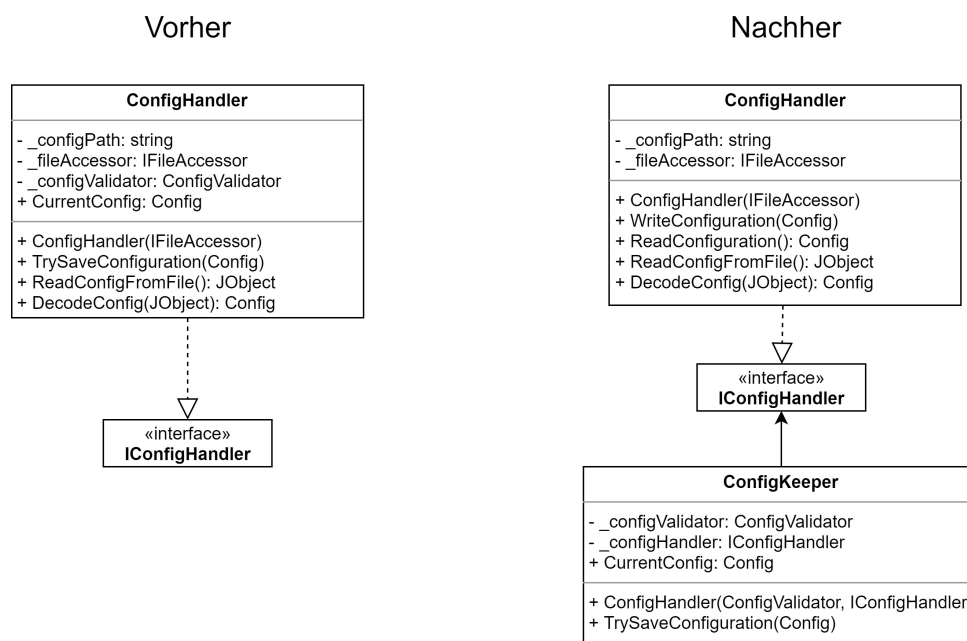 Vorher
ConfigHandler
- _configPath: string
- _fileAccessor: IFileAccessor
- _configValidator: ConfigValidator
+ CurrentConfig: Config
+ ConfigHandler(IFileAccessor)
+ TrySaveConfiguration(Config)
+ ReadConfigFromFile(): JObject
+ DecodeConfig(JObject): Config
«interface»
IConfigHandler
Nachher
ConfigHandler
- _configPath: string
- _fileAccessor: IFileAccessor
+ ConfigHandler(IFileAccessor)
+ WriteConfiguration(Config)
+ ReadConfiguration(): Config
+ ReadConfigFromFile(): JObject
+ DecodeConfig(JObject): Config
«interface»
IConfigHandler
ConfigKeeper
- _configValidator: ConfigValidator
- _configHandler: IConfigHandler
+ CurrentConfig: Config
+ ConfigHandler(ConfigValidator, IConfigHandler
+ TrySaveConfiguration(Config)